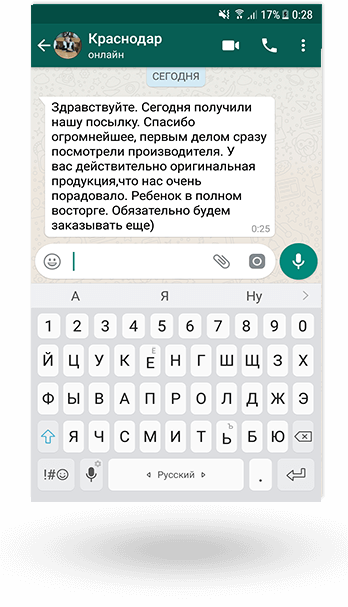 17% 0:28
Краснодар
онлайн
СЕГОДНЯ
Здравствуйте. Сегодня получили
нашу посылку. Спасибо
огромнейшее, первым делом сразу
посмотрели производителя. У
вас действительно оригинальная
продукция,что нас очень
порадовало. Ребенок в полном
восторге. Обязательно будем
заказывать еще)
0:25
А Я Ну
1 2 3 4 5 6 7 8 9 0
Й Ц У К Е Ё Н Г Ш Щ З Х
Ф Ы В А П Р О Л Д Ж Э
Я Ч С М И Т Ь Ъ Б Ю
!#☺ Русский .